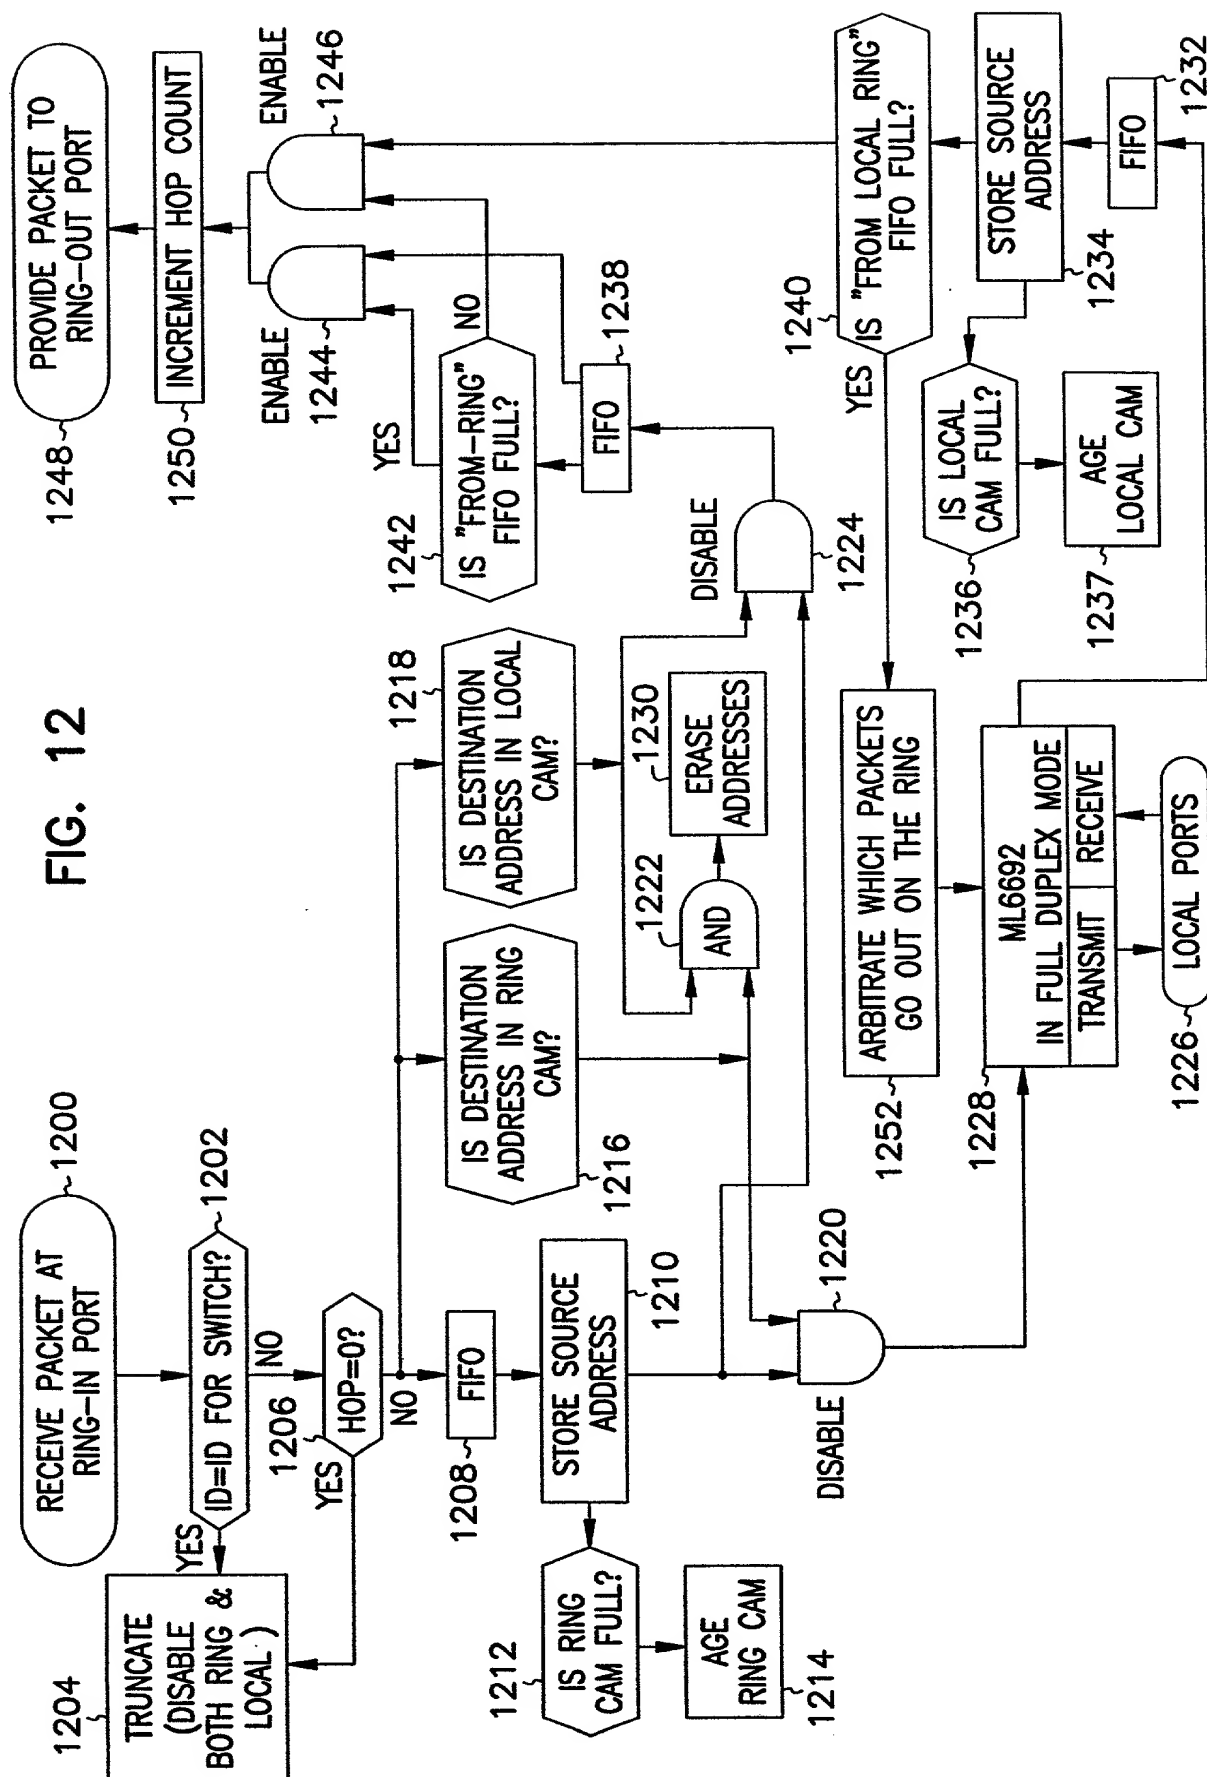 FIG. 12
RECEIVE PACKET AT
RING-IN PORT
1200
ID=ID FOR SWITCH?
1202
YES
NO
1204
TRUNCATE
(DISABLE
BOTH RING &
LOCAL)
1206
HOP=0?
YES
NO
1208
FIFO
STORE SOURCE
ADDRESS
1210
1212
IS RING
CAM FULL?
AGE
RING CAM
1214
IS DESTINATION
ADDRESS IN RING
CAM?
1216
1218
IS DESTINATION
ADDRESS IN LOCAL
CAM?
1220
DISABLE
1222
AND
1230
ERASE
ADDRESSES
DISABLE
1224
FIFO
1238
1242
IS "FROM-RING"
FIFO FULL?
YES
NO
ENABLE
1244
ENABLE
1246
1250
INCREMENT HOP COUNT
1248
PROVIDE PACKET TO
RING-OUT PORT
1252
ARBITRATE WHICH PACKETS
GO OUT ON THE RING
YES
1240
IS "FROM LOCAL RING"
FIFO FULL?
1228
ML6692
IN FULL DUPLEX MODE
TRANSMIT
RECEIVE
1226
LOCAL PORTS
1236
IS LOCAL
CAM FULL?
1237
AGE
LOCAL CAM
STORE SOURCE
ADDRESS
1234
FIFO
1232